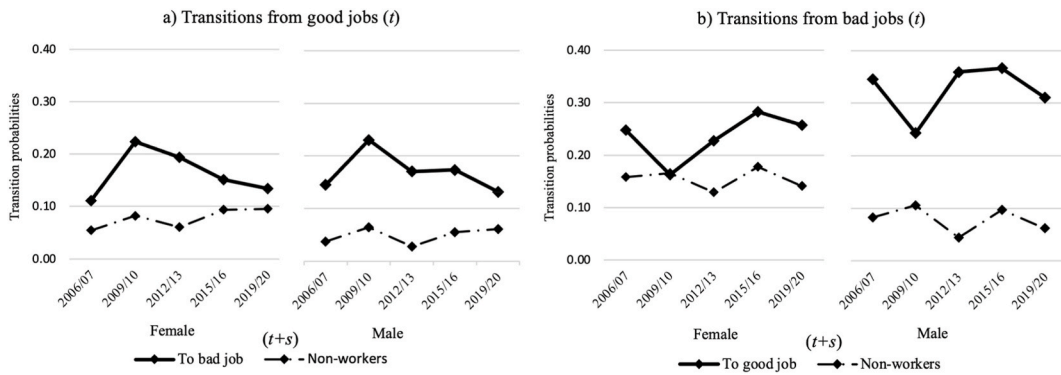 a) Transitions from good jobs (t)
Transition probabilities
0.40
0.30
0.20
0.10
0.00
2006/07
2009/10
2012/13
2015/16
2019/20
2006/07
2009/10
2012/13
2015/16
2019/20
Female
(t+s)
Male
To bad job
Non-workers
b) Transitions from bad jobs (t)
Transition probabilities
0.40
0.30
0.20
0.10
0.00
2006/07
2009/10
2012/13
2015/16
2019/20
2006/07
2009/10
2012/13
2015/16
2019/20
Female
(t+s)
Male
To good job
Non-workers